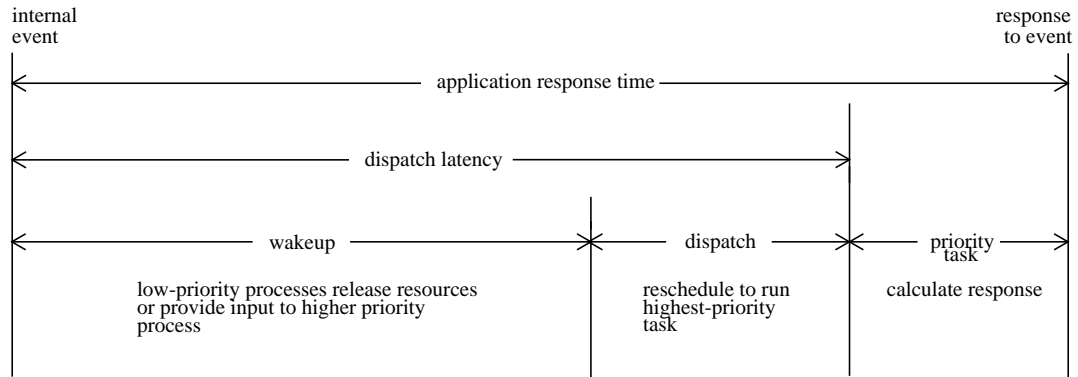 internal
event
response
to event
application response time
dispatch latency
wakeup
dispatch
priority
task
low-priority processes release resources
or provide input to higher priority
process
reschedule to run
highest-priority
task
calculate response